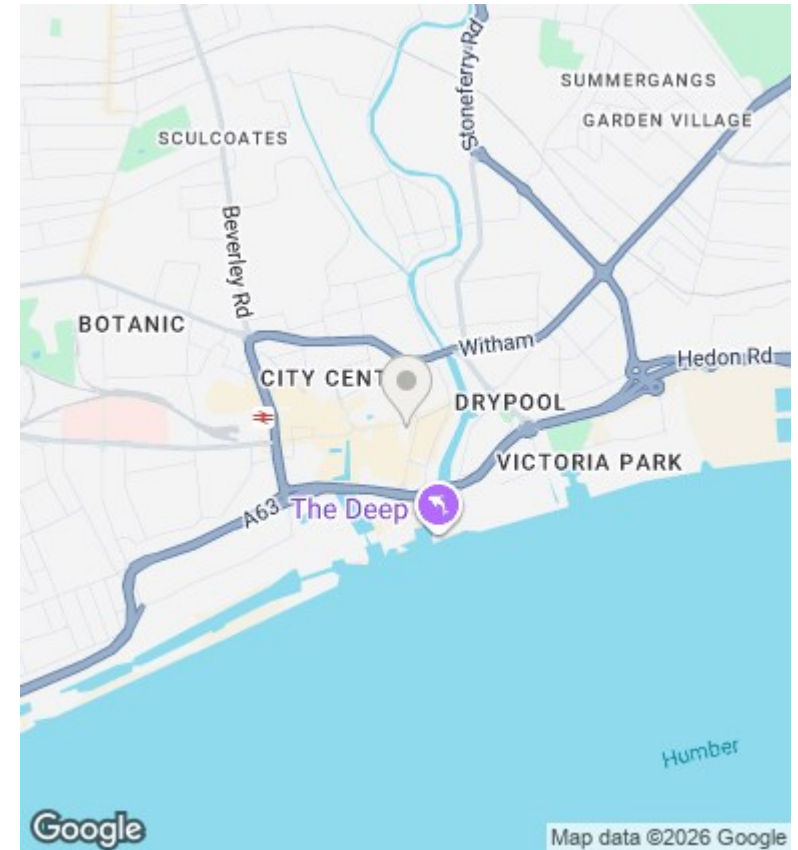 Stoneferry Rd
SUMMERGANGS
GARDEN VILLAGE
SCULCOATES
Beverley Rd
BOTANIC
Witham
Hedon Rd
CITY CENT
DRYPOOL
VICTORIA PARK
A63
The Deep
Humber
Google
Map data ©2026 Google